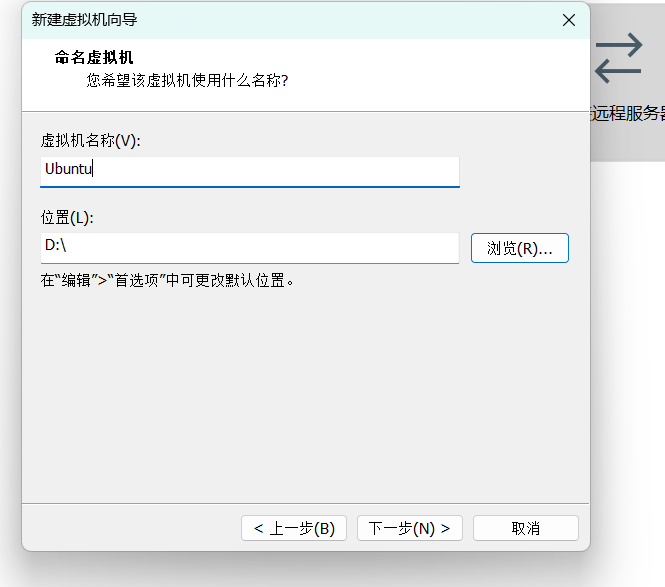 新建虚拟机向导
命名虚拟机
您希望该虚拟机使用什么名称?
远程服务器
虚拟机名称(V):
Ubuntu
位置(L):
D:\
浏览(R)...
在“编辑”>“首选项”中可更改默认位置。
< 上一步(B)
下一步(N) >
取消